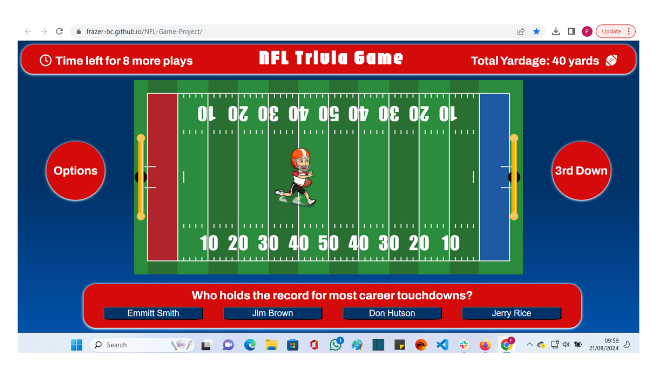 frazer-bc.github.io/NFL-Game-Project/
F
Update
Time left for 8 more plays
NFL Trivia Game
Total Yardage: 40 yards
10 20 30 40 50 40 30 20 10
Options
3rd Down
10 20 30 40 50 40 30 20 10
Who holds the record for most career touchdowns?
Emmitt Smith
Jim Brown
Don Hutson
Jerry Rice
Search
09:59
21/08/2024